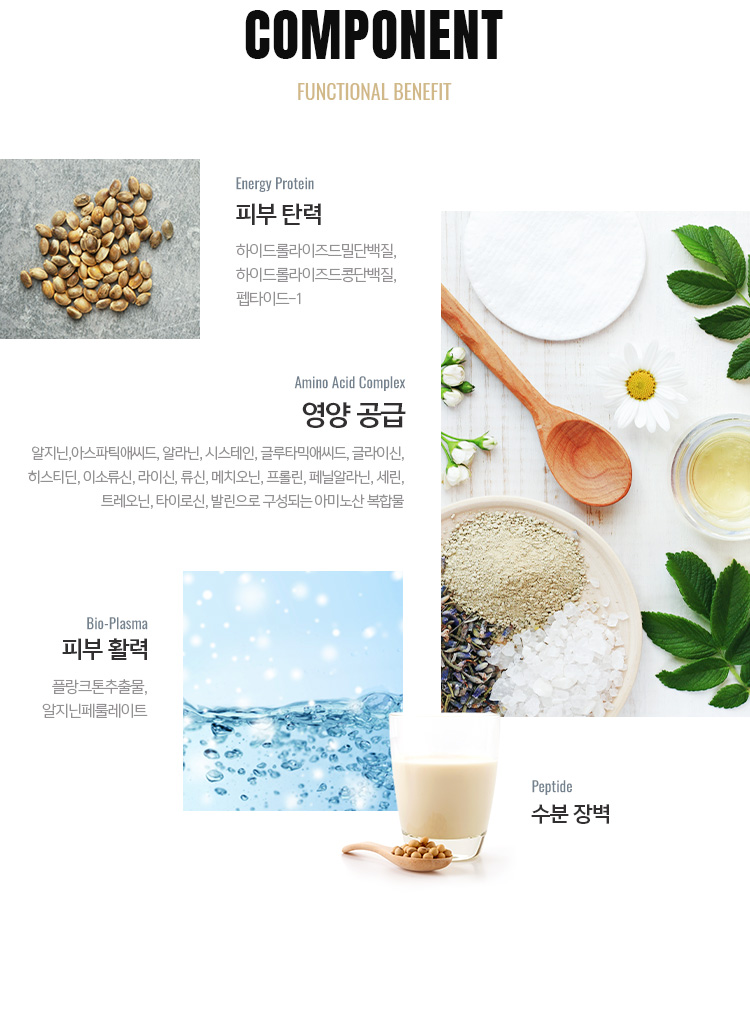 COMPONENT
FUNCTIONAL BENEFIT
Energy Protein
피부 탄력
하이드롤라이즈드밀단백질,
하이드롤라이즈드콩단백질,
펩타이드-1
Amino Acid Complex
영양 공급
알지닌,아스파틱애씨드, 알라닌, 시스테인, 글루타믹애씨드, 글라이신,
히스티딘, 이소류신, 라이신, 류신, 메치오닌, 프롤린, 페닐알라닌, 세린,
트레오닌, 타이로신, 발린으로 구성되는 아미노산 복합물
Bio-Plasma
피부 활력
플랑크톤추출물,
알지닌페룰레이트
Peptide
수분 장벽